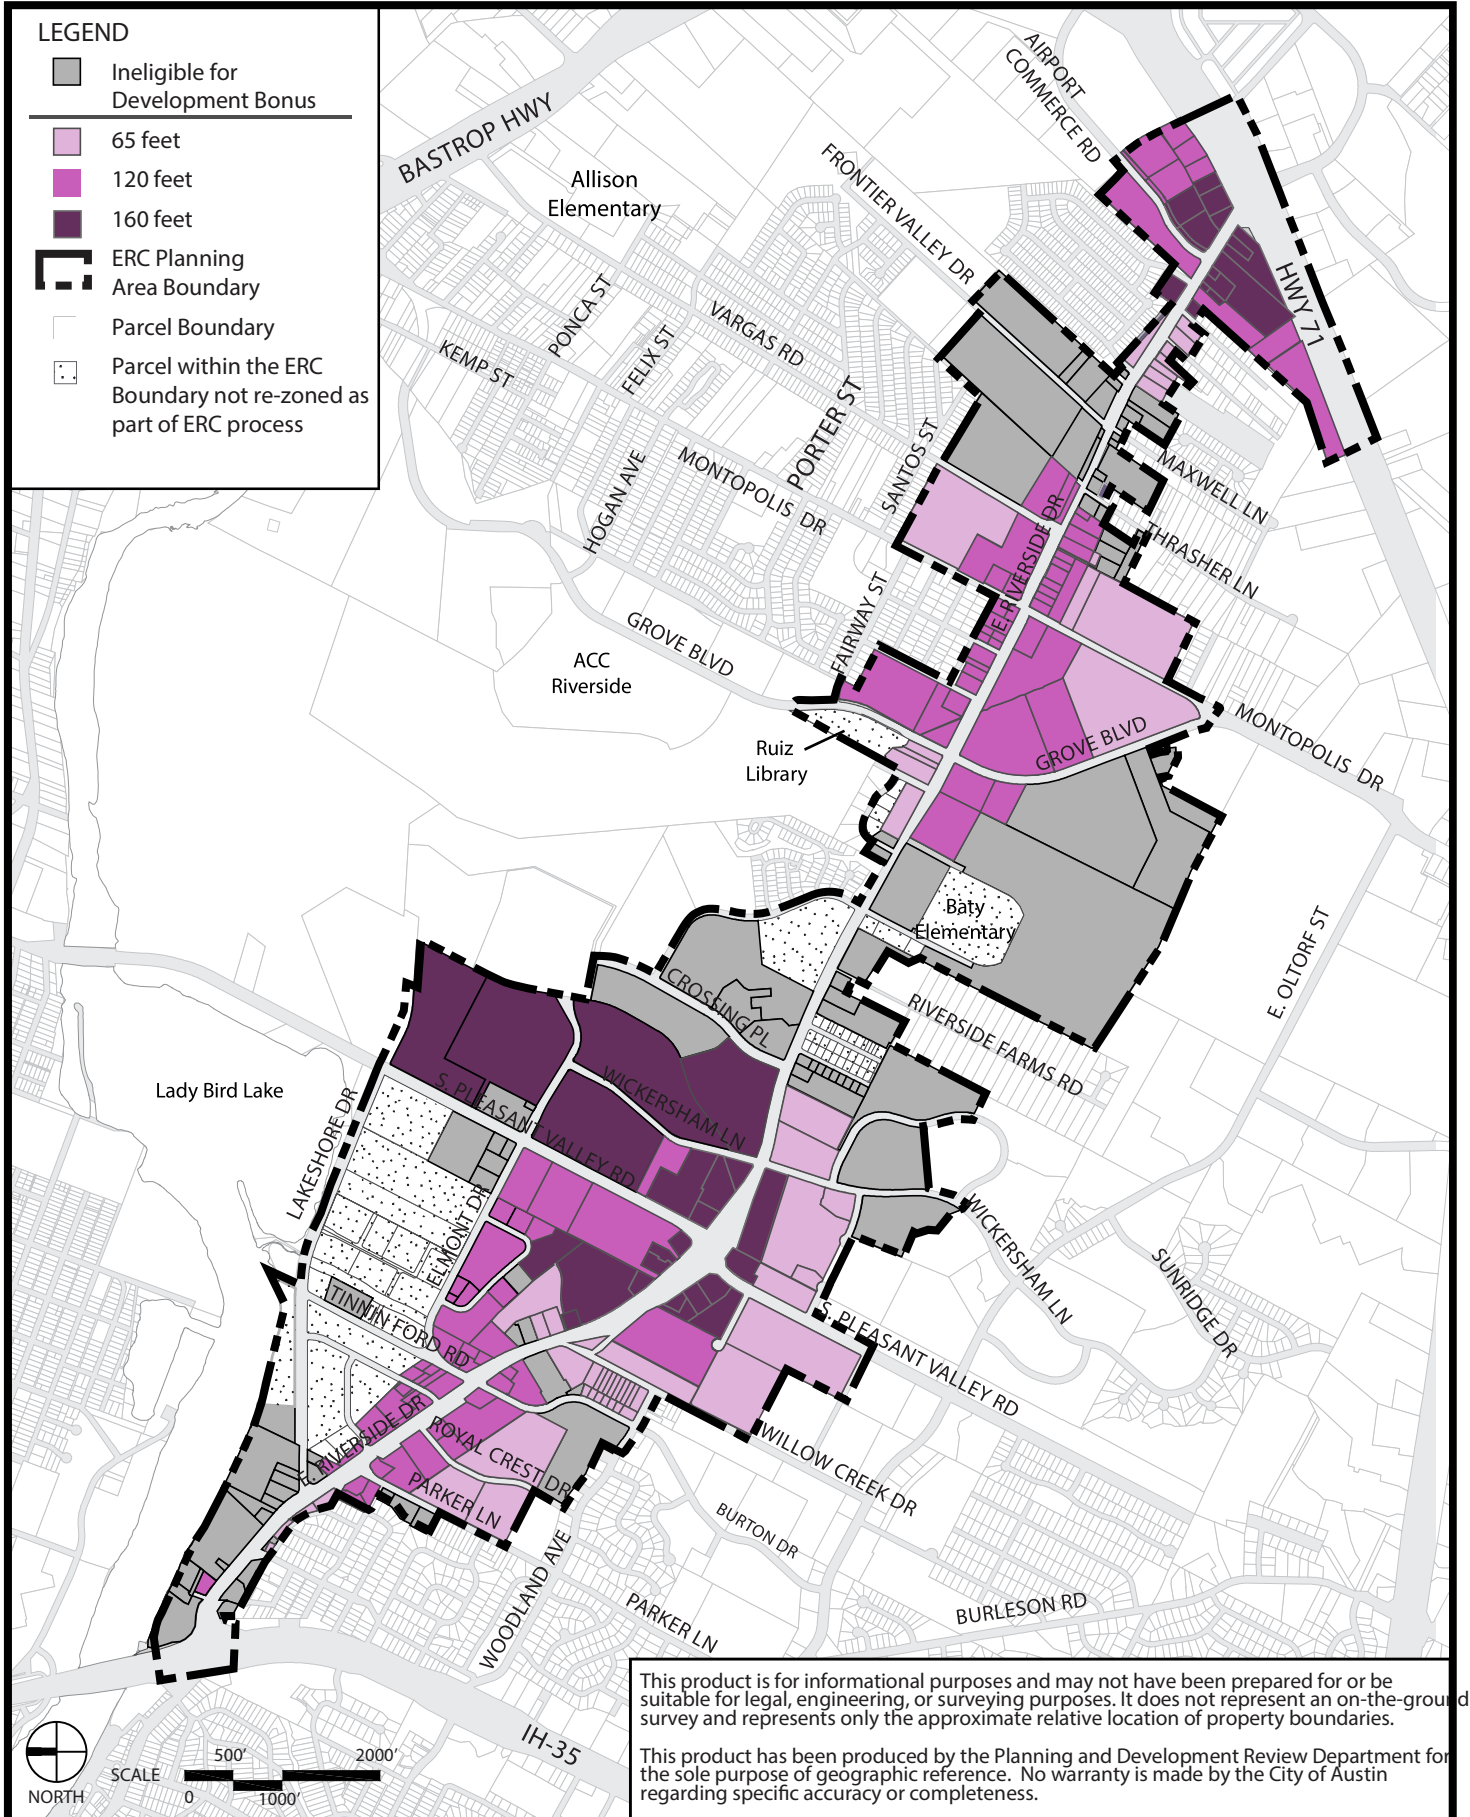 LEGEND
Ineligible for
Development Bonus
65 feet
120 feet
160 feet
ERC Planning
Area Boundary
Parcel Boundary
Parcel within the ERC
Boundary not re-zoned as
part of ERC process
AIRPORT
COMMERCE RD
BASTROP HWY
Allison
Elementary
FRONTIER VALLEY DR
HWY 71
PONCA ST
VARGAS RD
KEMP ST
FELIX ST
PORTER ST
SANTOS ST
HOGAN AVE
MONTOPOLIS DR
MAXWELL LN
THRASHER LN
E. RIVERSIDE DR
FAIRWAY ST
GROVE BLVD
ACC
Riverside
Ruiz
Library
GROVE BLVD
MONTOPOLIS DR
Baty
Elementary
E. OLTORF ST
CROSSING PL
RIVERSIDE FARMS RD
Lady Bird Lake
LAKESHORE DR
S. PLEASANT VALLEY RD
WICKERSHAM LN
ELMONT DR
WICKERSHAM LN
SUNRIDGE DR
TINNIN FORD RD
S. PLEASANT VALLEY RD
E. RIVERSIDE DR
ROYAL CREST DR
PARKER LN
WILLOW CREEK DR
BURTON DR
WOODLAND AVE
PARKER LN
BURLESON RD
IH-35
NORTH
SCALE
500'
2000'
0
1000'
This product is for informational purposes and may not have been prepared for or be
suitable for legal, engineering, or surveying purposes. It does not represent an on-the-ground
survey and represents only the approximate relative location of property boundaries.
This product has been produced by the Planning and Development Review Department for
the sole purpose of geographic reference. No warranty is made by the City of Austin
regarding specific accuracy or completeness.